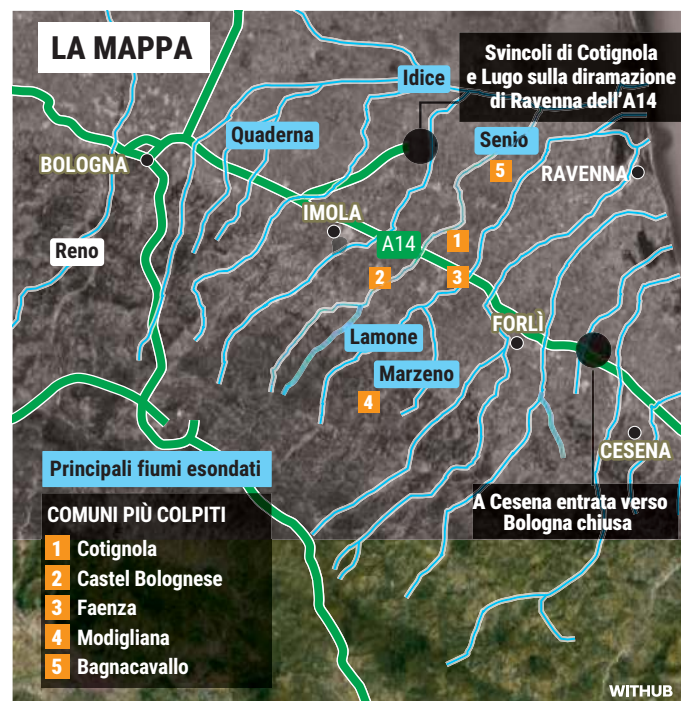 LA MAPPA
Svincoli di Cotignola
e Lugo sulla diramazione
di Ravenna dell'A14
Idice
Quaderna
Senio
BOLOGNA
5
RAVENNA
IMOLA
Reno
A14
1
2
3
FORLÌ
Lamone
Marzeno
4
CESENA
Principali fiumi esondati
A Cesena entrata verso
Bologna chiusa
COMUNI PIÙ COLPITI
1 Cotignola
2 Castel Bolognese
3 Faenza
4 Modigliana
5 Bagnacavallo
WITHUB